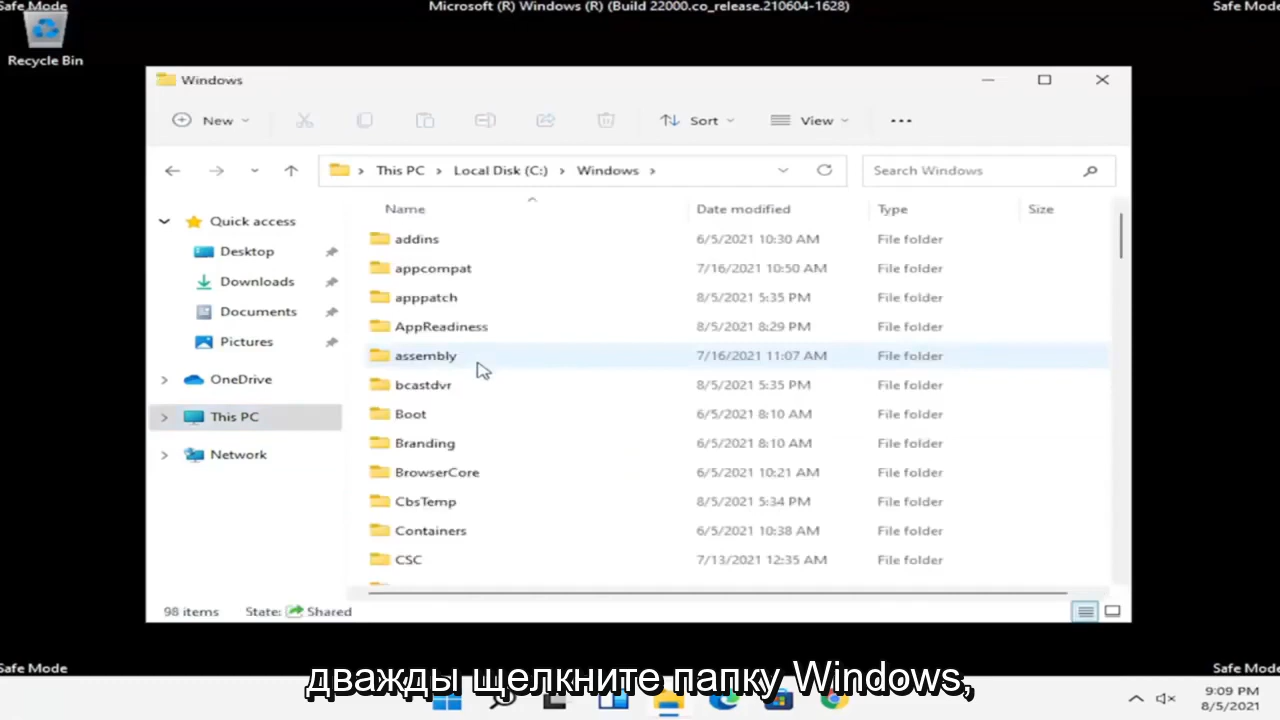 Safe Mode
Microsoft (R) Windows (R) (Build 22000.co_release.210604-1628)
Safe Mode
Recycle Bin
Windows
New
Sort
View
This PC > Local Disk (C:) > Windows >
Search Windows
Name Date modified Type Size
Quick access
Desktop
Downloads
Documents
Pictures
OneDrive
This PC
Network
addins 6/5/2021 10:30 AM File folder
appcompat 7/16/2021 10:50 AM File folder
apppatch 8/5/2021 5:35 PM File folder
AppReadiness 8/5/2021 8:29 PM File folder
assembly 7/16/2021 11:07 AM File folder
bcastdvr 8/5/2021 5:35 PM File folder
Boot 6/5/2021 8:10 AM File folder
Branding 6/5/2021 8:10 AM File folder
BrowserCore 6/5/2021 10:21 AM File folder
CbsTemp 8/5/2021 5:34 PM File folder
Containers 6/5/2021 10:38 AM File folder
CSC 7/13/2021 12:35 AM File folder
98 items State: Shared
Safe Mode
Safe Mode
дважды щелкните папку Windows,
9:09 PM
8/5/2021